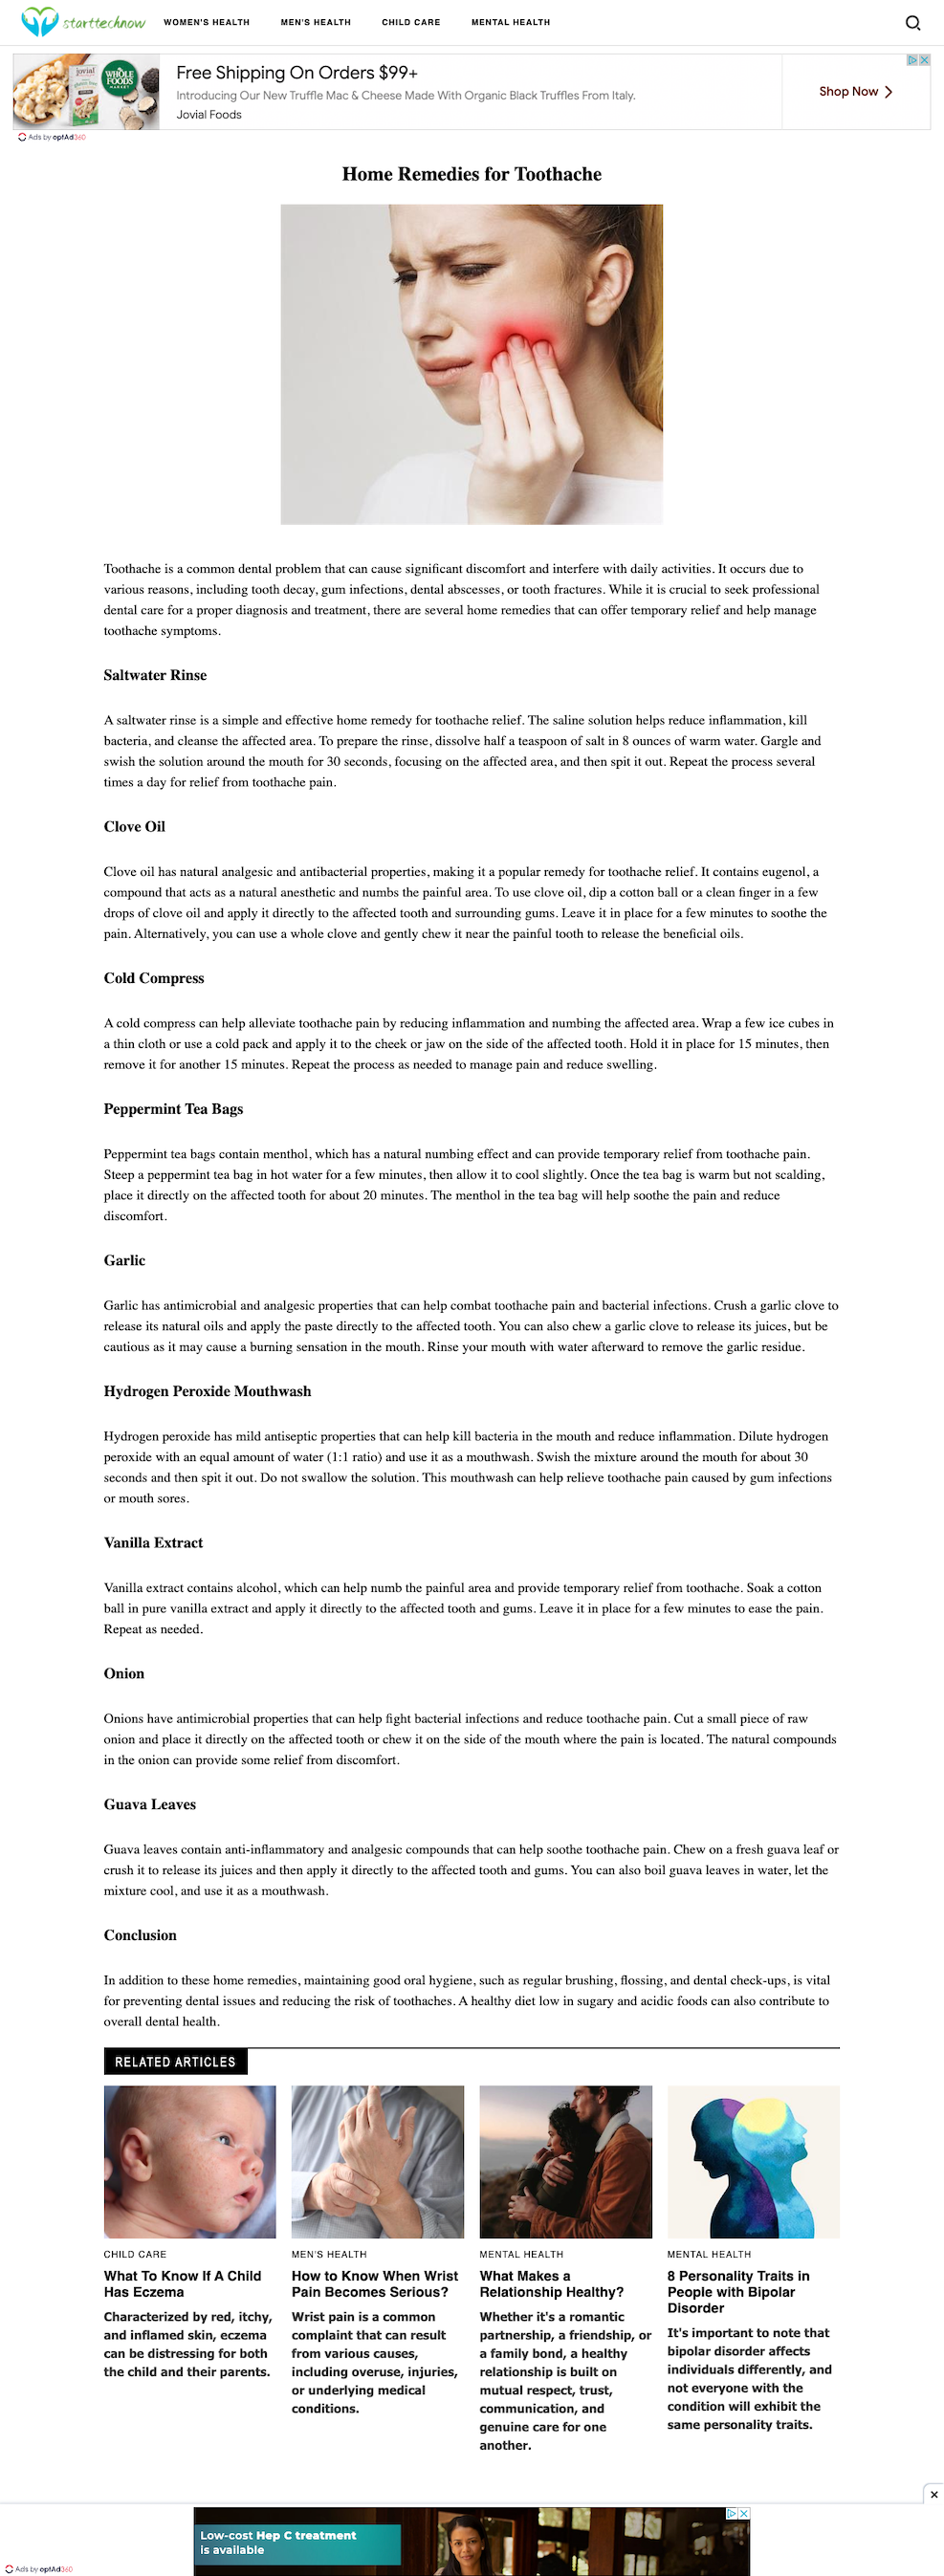 starttechnow
WOMEN'S HEALTH
MEN'S HEALTH
CHILD CARE
MENTAL HEALTH
jovial
WHOLE
FOODS
MARKET
Free Shipping On Orders $99+
Introducing Our New Truffle Mac & Cheese Made With Organic Black Truffles From Italy.
Jovial Foods
Shop Now
Ads by optAd360
Home Remedies for Toothache
Toothache is a common dental problem that can cause significant discomfort and interfere with daily activities. It occurs due to
various reasons, including tooth decay, gum infections, dental abscesses, or tooth fractures. While it is crucial to seek professional
dental care for a proper diagnosis and treatment, there are several home remedies that can offer temporary relief and help manage
toothache symptoms.
Saltwater Rinse
A saltwater rinse is a simple and effective home remedy for toothache relief. The saline solution helps reduce inflammation, kill
bacteria, and cleanse the affected area. To prepare the rinse, dissolve half a teaspoon of salt in 8 ounces of warm water. Gargle and
swish the solution around the mouth for 30 seconds, focusing on the affected area, and then spit it out. Repeat the process several
times a day for relief from toothache pain.
Clove Oil
Clove oil has natural analgesic and antibacterial properties, making it a popular remedy for toothache relief. It contains eugenol, a
compound that acts as a natural anesthetic and numbs the painful area. To use clove oil, dip a cotton ball or a clean finger in a few
drops of clove oil and apply it directly to the affected tooth and surrounding gums. Leave it in place for a few minutes to soothe the
pain. Alternatively, you can use a whole clove and gently chew it near the painful tooth to release the beneficial oils.
Cold Compress
A cold compress can help alleviate toothache pain by reducing inflammation and numbing the affected area. Wrap a few ice cubes in
a thin cloth or use a cold pack and apply it to the cheek or jaw on the side of the affected tooth. Hold it in place for 15 minutes, then
remove it for another 15 minutes. Repeat the process as needed to manage pain and reduce swelling.
Peppermint Tea Bags
Peppermint tea bags contain menthol, which has a natural numbing effect and can provide temporary relief from toothache pain.
Steep a peppermint tea bag in hot water for a few minutes, then allow it to cool slightly. Once the tea bag is warm but not scalding,
place it directly on the affected tooth for about 20 minutes. The menthol in the tea bag will help soothe the pain and reduce
discomfort.
Garlic
Garlic has antimicrobial and analgesic properties that can help combat toothache pain and bacterial infections. Crush a garlic clove to
release its natural oils and apply the paste directly to the affected tooth. You can also chew a garlic clove to release its juices, but be
cautious as it may cause a burning sensation in the mouth. Rinse your mouth with water afterward to remove the garlic residue.
Hydrogen Peroxide Mouthwash
Hydrogen peroxide has mild antiseptic properties that can help kill bacteria in the mouth and reduce inflammation. Dilute hydrogen
peroxide with an equal amount of water (1:1 ratio) and use it as a mouthwash. Swish the mixture around the mouth for about 30
seconds and then spit it out. Do not swallow the solution. This mouthwash can help relieve toothache pain caused by gum infections
or mouth sores.
Vanilla Extract
Vanilla extract contains alcohol, which can help numb the painful area and provide temporary relief from toothache. Soak a cotton
ball in pure vanilla extract and apply it directly to the affected tooth and gums. Leave it in place for a few minutes to ease the pain.
Repeat as needed.
Onion
Onions have antimicrobial properties that can help fight bacterial infections and reduce toothache pain. Cut a small piece of raw
onion and place it directly on the affected tooth or chew it on the side of the mouth where the pain is located. The natural compounds
in the onion can provide some relief from discomfort.
Guava Leaves
Guava leaves contain anti-inflammatory and analgesic compounds that can help soothe toothache pain. Chew on a fresh guava leaf or
crush it to release its juices and then apply it directly to the affected tooth and gums. You can also boil guava leaves in water, let the
mixture cool, and use it as a mouthwash.
Conclusion
In addition to these home remedies, maintaining good oral hygiene, such as regular brushing, flossing, and dental check-ups, is vital
for preventing dental issues and reducing the risk of toothaches. A healthy diet low in sugary and acidic foods can also contribute to
overall dental health.
RELATED ARTICLES
CHILD CARE
What To Know If A Child
Has Eczema
Characterized by red, itchy,
and inflamed skin, eczema
can be distressing for both
the child and their parents.
MEN'S HEALTH
How to Know When Wrist
Pain Becomes Serious?
Wrist pain is a common
complaint that can result
from various causes,
including overuse, injuries,
or underlying medical
conditions.
MENTAL HEALTH
What Makes a
Relationship Healthy?
Whether it's a romantic
partnership, a friendship, or
a family bond, a healthy
relationship is built on
mutual respect, trust,
communication, and
genuine care for one
another.
MENTAL HEALTH
8 Personality Traits in
People with Bipolar
Disorder
It's important to note that
bipolar disorder affects
individuals differently, and
not everyone with the
condition will exhibit the
same personality traits.
Low-cost Hep C treatment
is available
Ads by optAd360